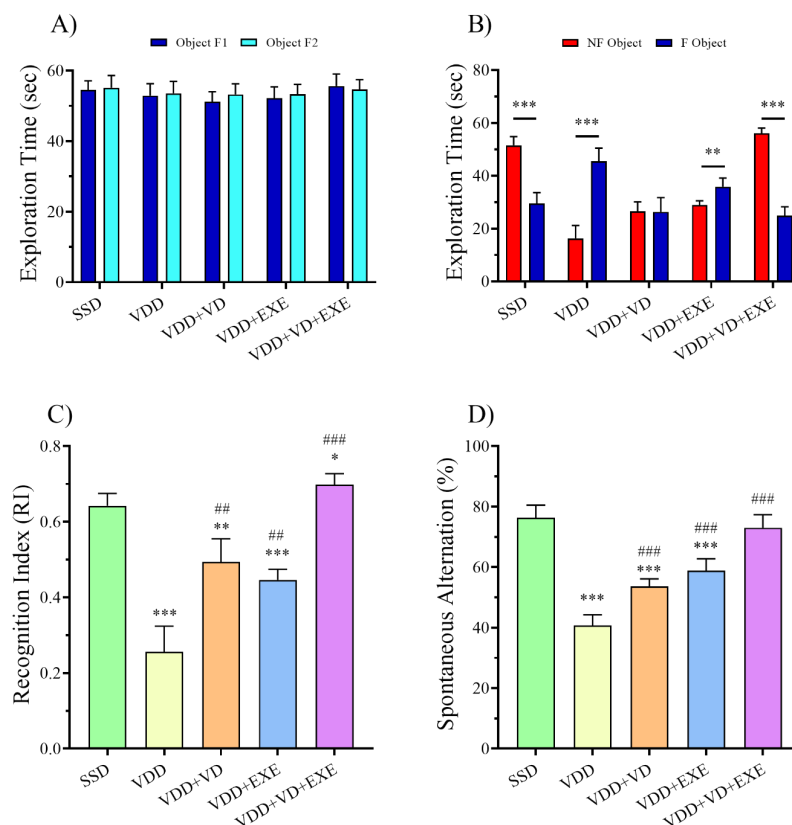 A)
Object F1 Object F2
Exploration Time (sec)
60
40
20
0
SSD
VDD
VDD+VD
VDD+EXE
VDD+VD+EXE
B)
NF Object F Object
Exploration Time (sec)
80
60
40
20
0
***
***
**
***
SSD
VDD
VDD+VD
VDD+EXE
VDD+VD+EXE
C)
Recognition Index (RI)
0.8
0.6
0.4
0.2
0.0
***
##
**
##
***
###
*
SSD
VDD
VDD+VD
VDD+EXE
VDD+VD+EXE
D)
Spontaneous Alternation (%)
100
80
60
40
20
0
***
###
***
###
***
###
SSD
VDD
VDD+VD
VDD+EXE
VDD+VD+EXE